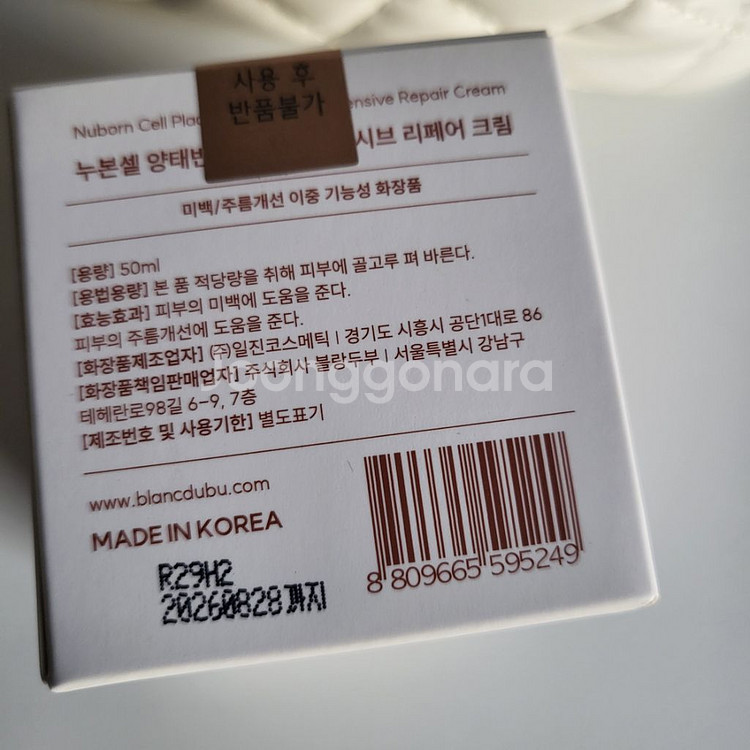 사용 후
반품불가
Nuborn Cell ensive Repair Cream
누본셀 양태반 시브 리페어 크림
미백/주름개선 이중 기능성 화장품
[용량] 50ml
[용법용량] 본 품 적당량을 취해 피부에 골고루 펴 바른다.
[효능효과] 피부의 미백에 도움을 준다.
피부의 주름개선에 도움을 준다.
[화장품제조업자] (주)일진코스메틱 | 경기도 시흥시 공단1대로 86
[화장품책임판매업자] 주식회사 블랑두부 | 서울특별시 강남구
테헤란로98길 6-9, 7층
[제조번호 및 사용기한] 별도표기
Joonggonara
www.blancdubu.com
MADE IN KOREA
R29H2
20260828까지
8 809665 595249